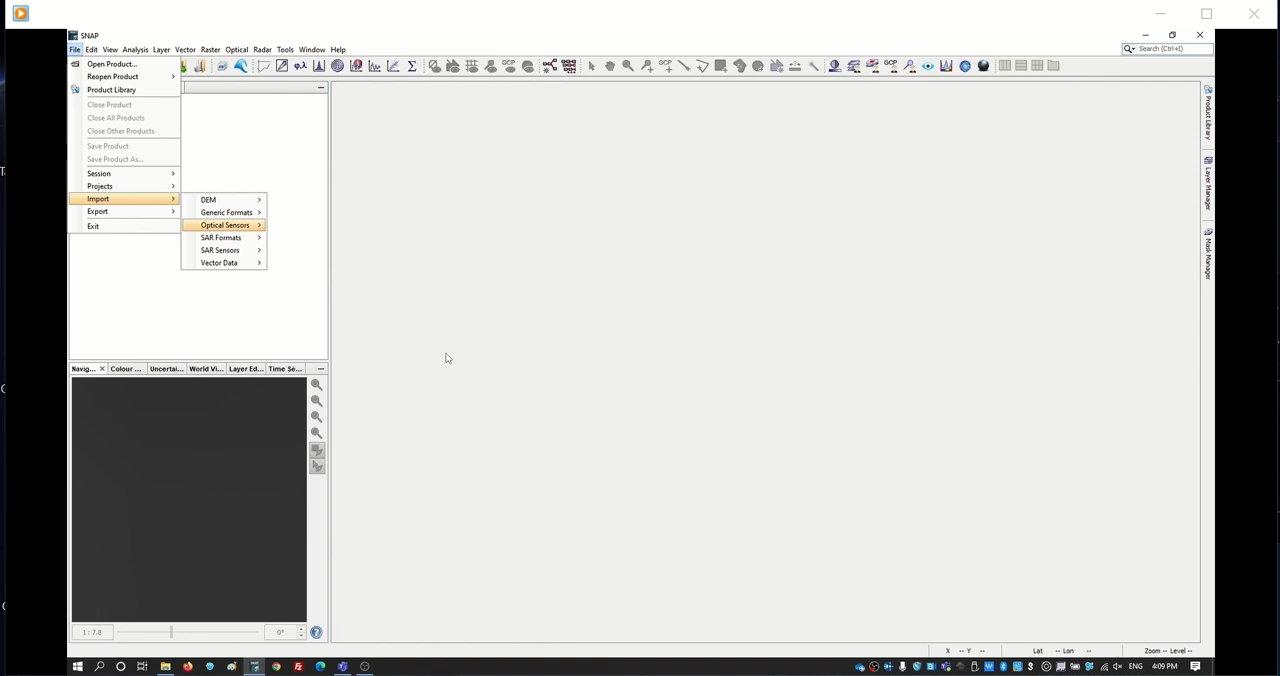 SNAP
File Edit View Analysis Layer Vector Raster Optical Radar Tools Window Help
Search (Ctrl+I)
Open Product...
Reopen Product
Product Library
Close Product
Close All Products
Close Other Products
Save Product
Save Product As...
Session
Projects
Import
Export
Exit
DEM
Generic Formats
Optical Sensors
SAR Formats
SAR Sensors
Vector Data
GCP
GCP
GCP
Product Library
Layer Manager
Mask Manager
Navig... Colour ... Uncertai... World Vi... Layer Ed... Time Se...
1 : 7.8
0°
X -- Y -- Lat -- Lon -- Zoom -- Level --
ENG 4:09 PM